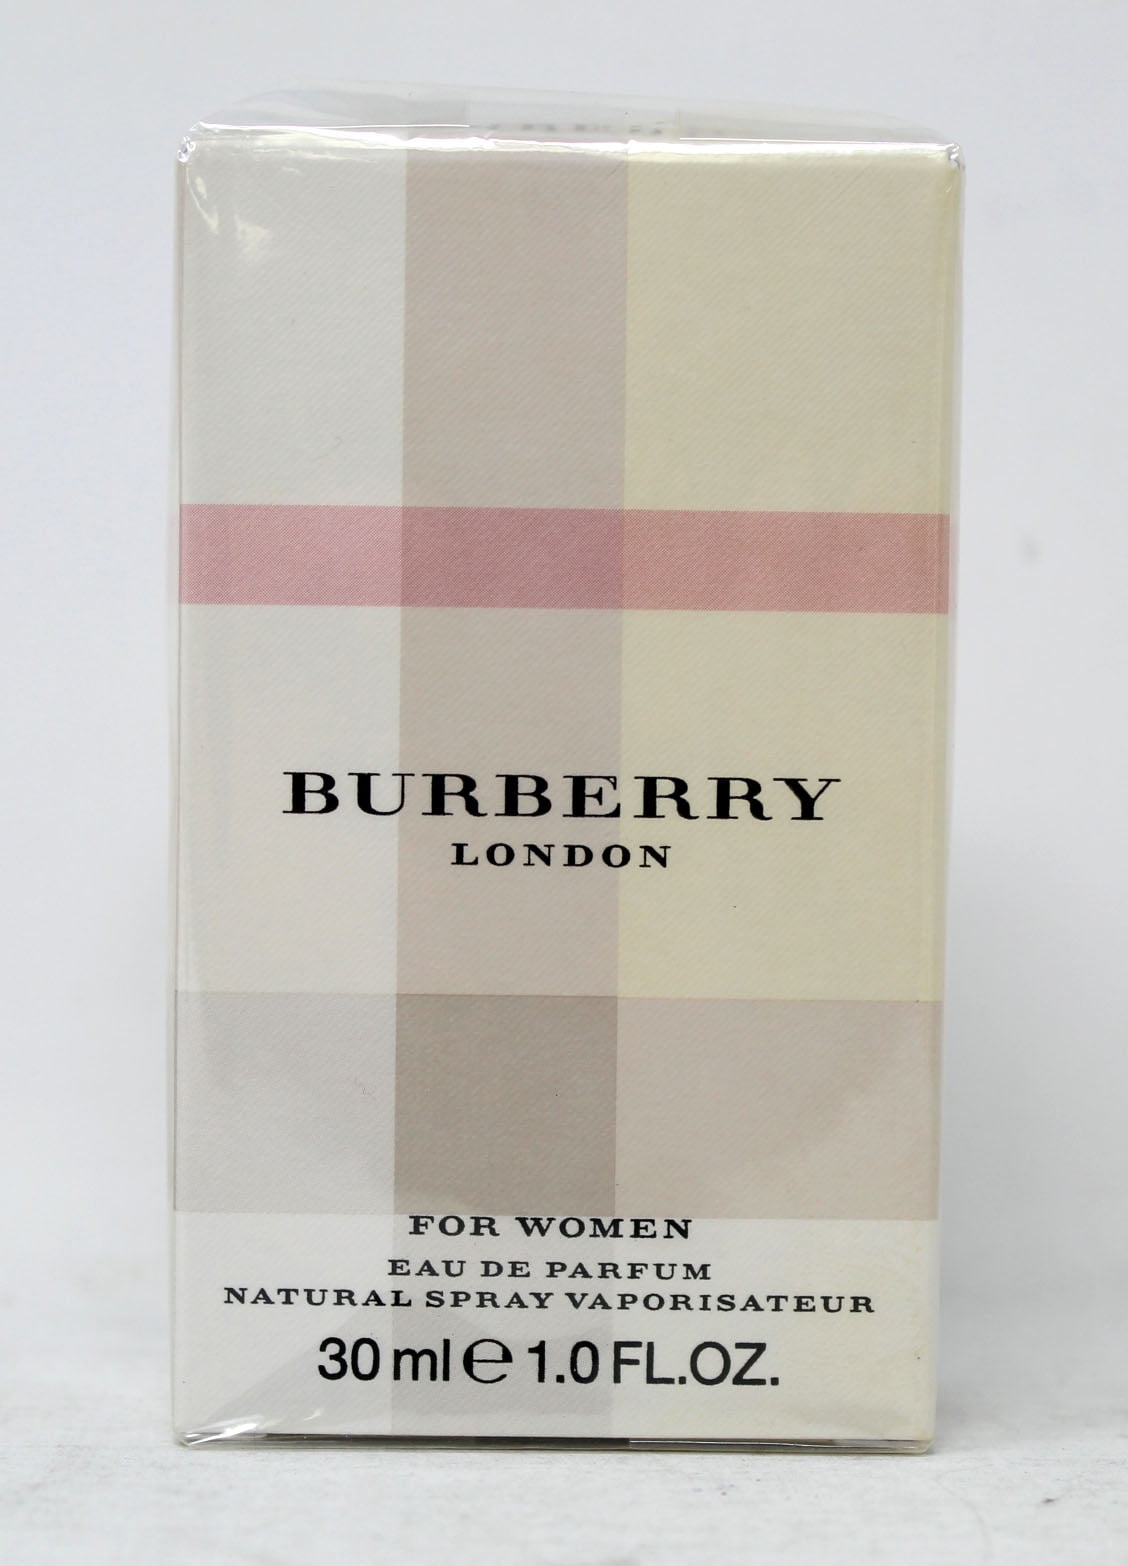 BURBERRY
LONDON
FOR WOMEN
EAU DE PARFUM
NATURAL SPRAY VAPORISATEUR
30 ml ℮ 1.0 FL.OZ.